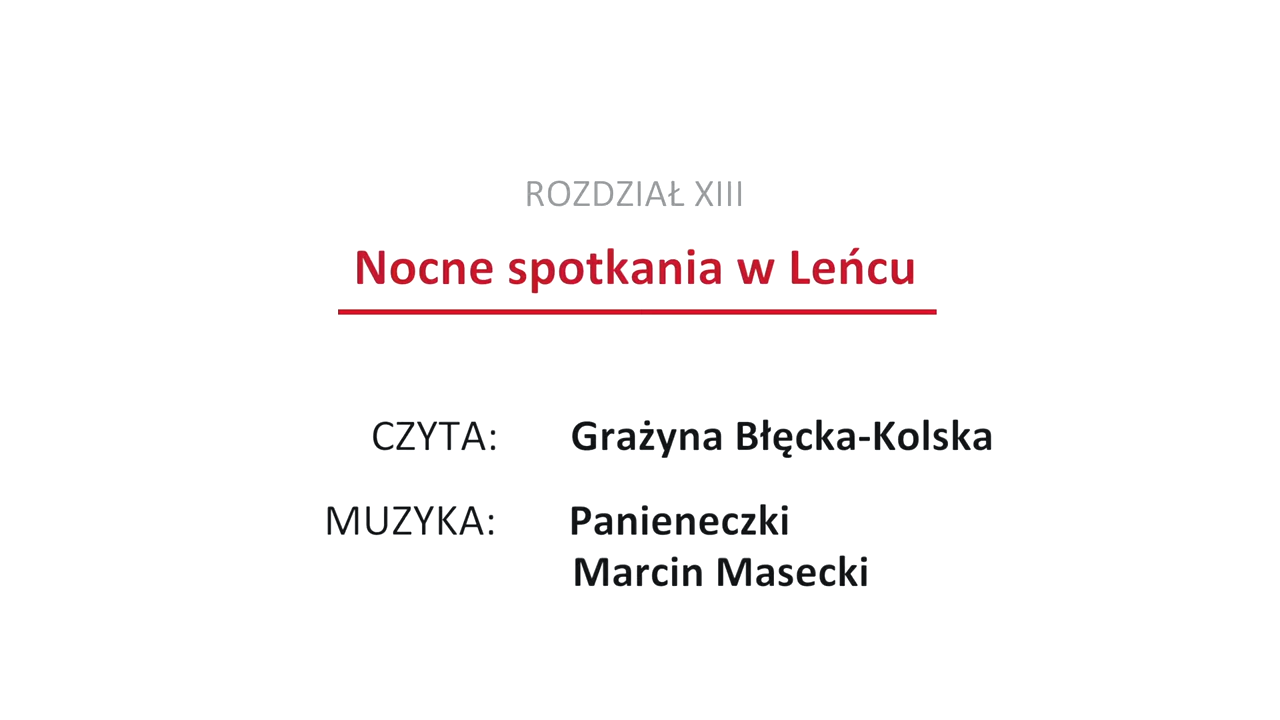 ROZDZIAŁ XIII
Nocne spotkania w Leńcu
CZYTA: Grażyna Błęcka-Kolska
MUZYKA: Panieneczki
Marcin Masecki